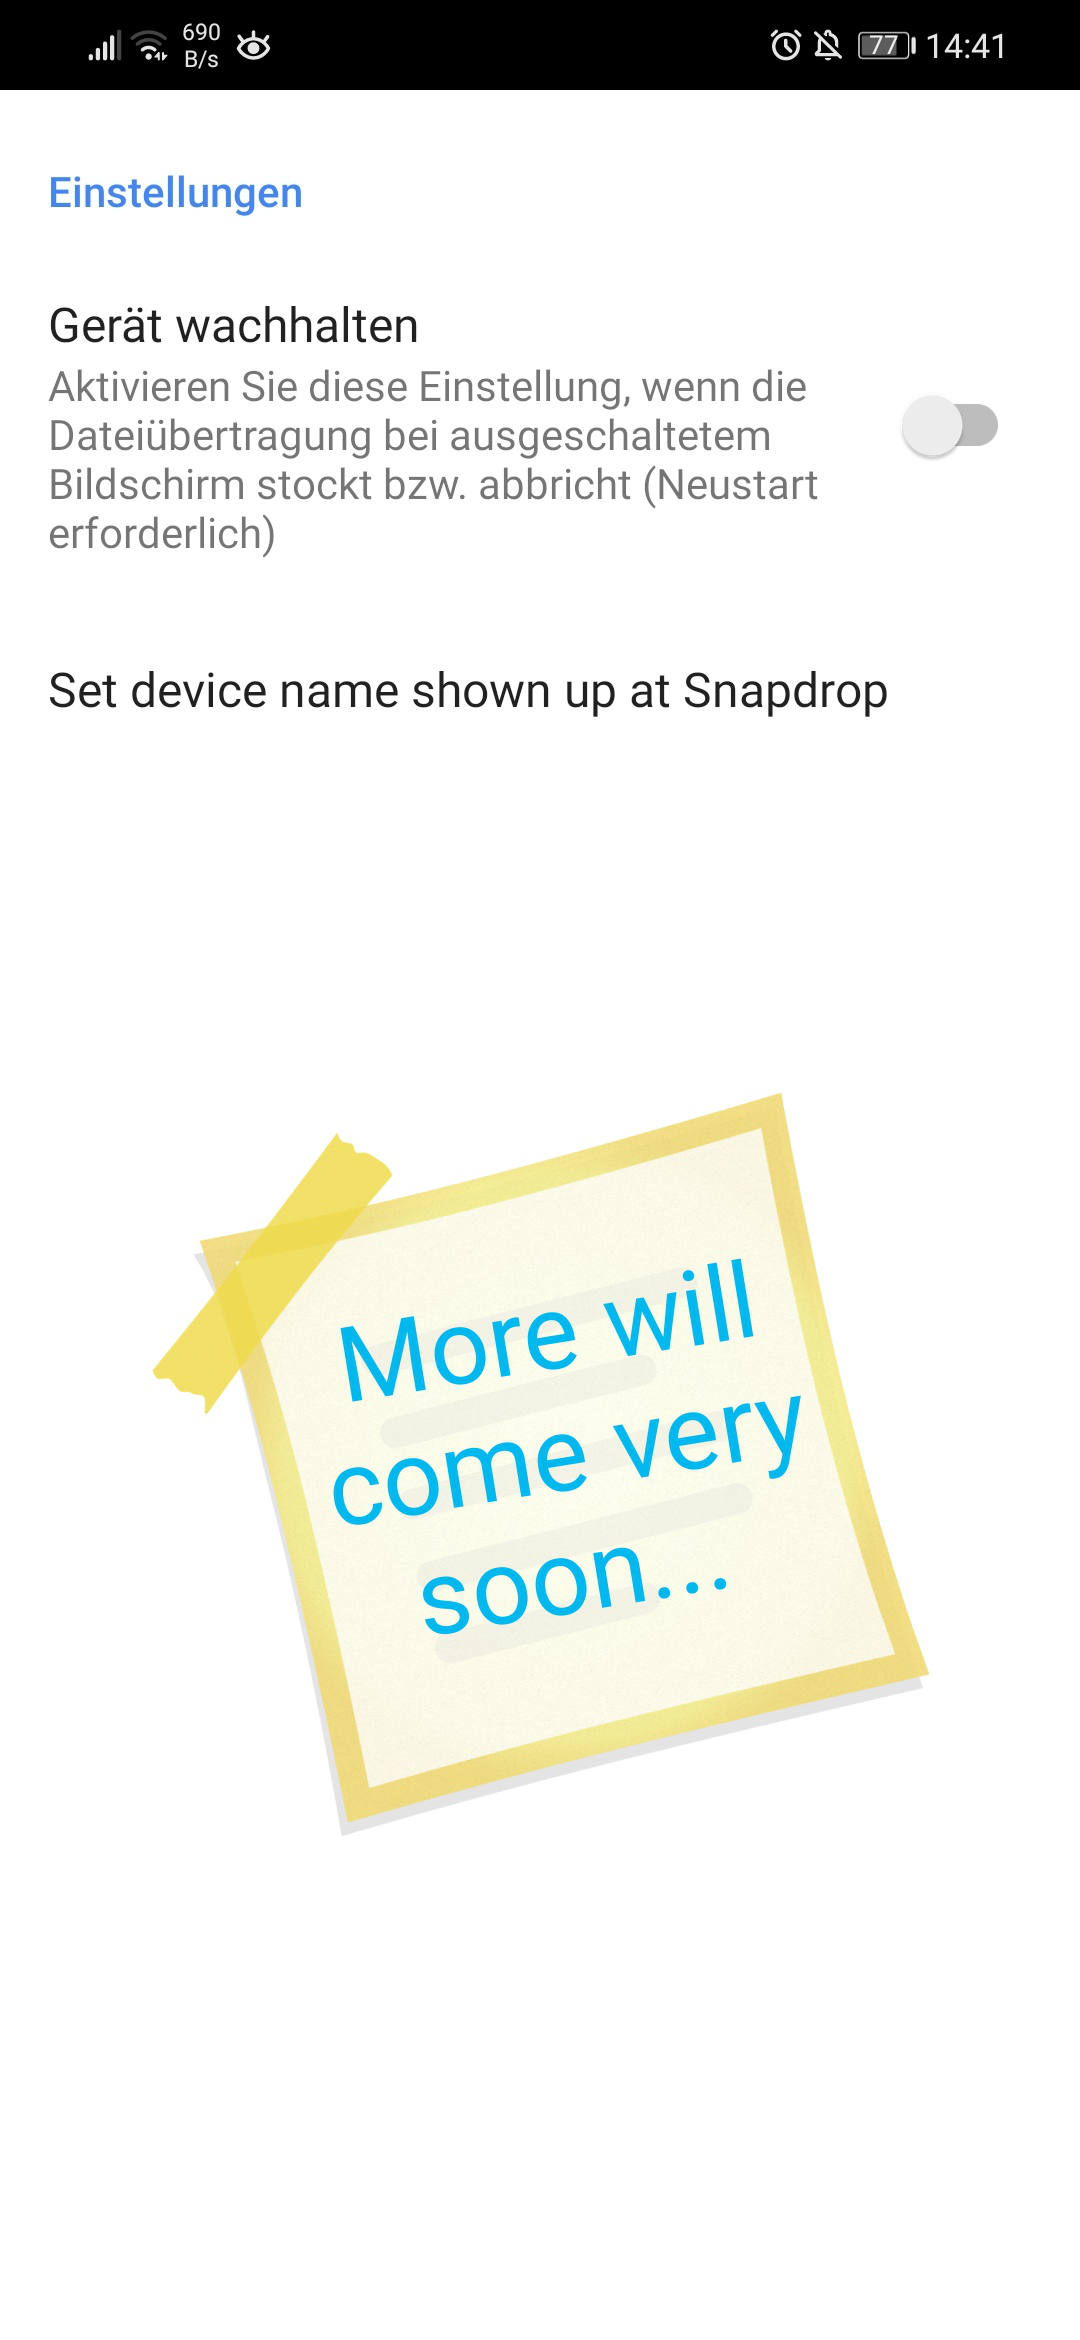 690
B/s
77
14:41
Einstellungen
Gerät wachhalten
Aktivieren Sie diese Einstellung, wenn die
Dateiübertragung bei ausgeschaltetem
Bildschirm stockt bzw. abbricht (Neustart
erforderlich)
Set device name shown up at Snapdrop
More will
come very
soon...